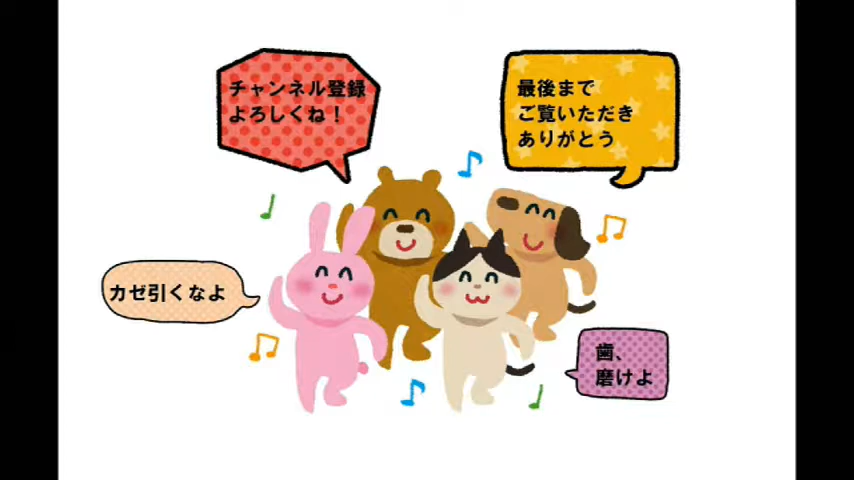 チャンネル登録
よろしくね！
最後まで
ご覧いただき
ありがとう
カゼ引くなよ
歯、
磨けよ